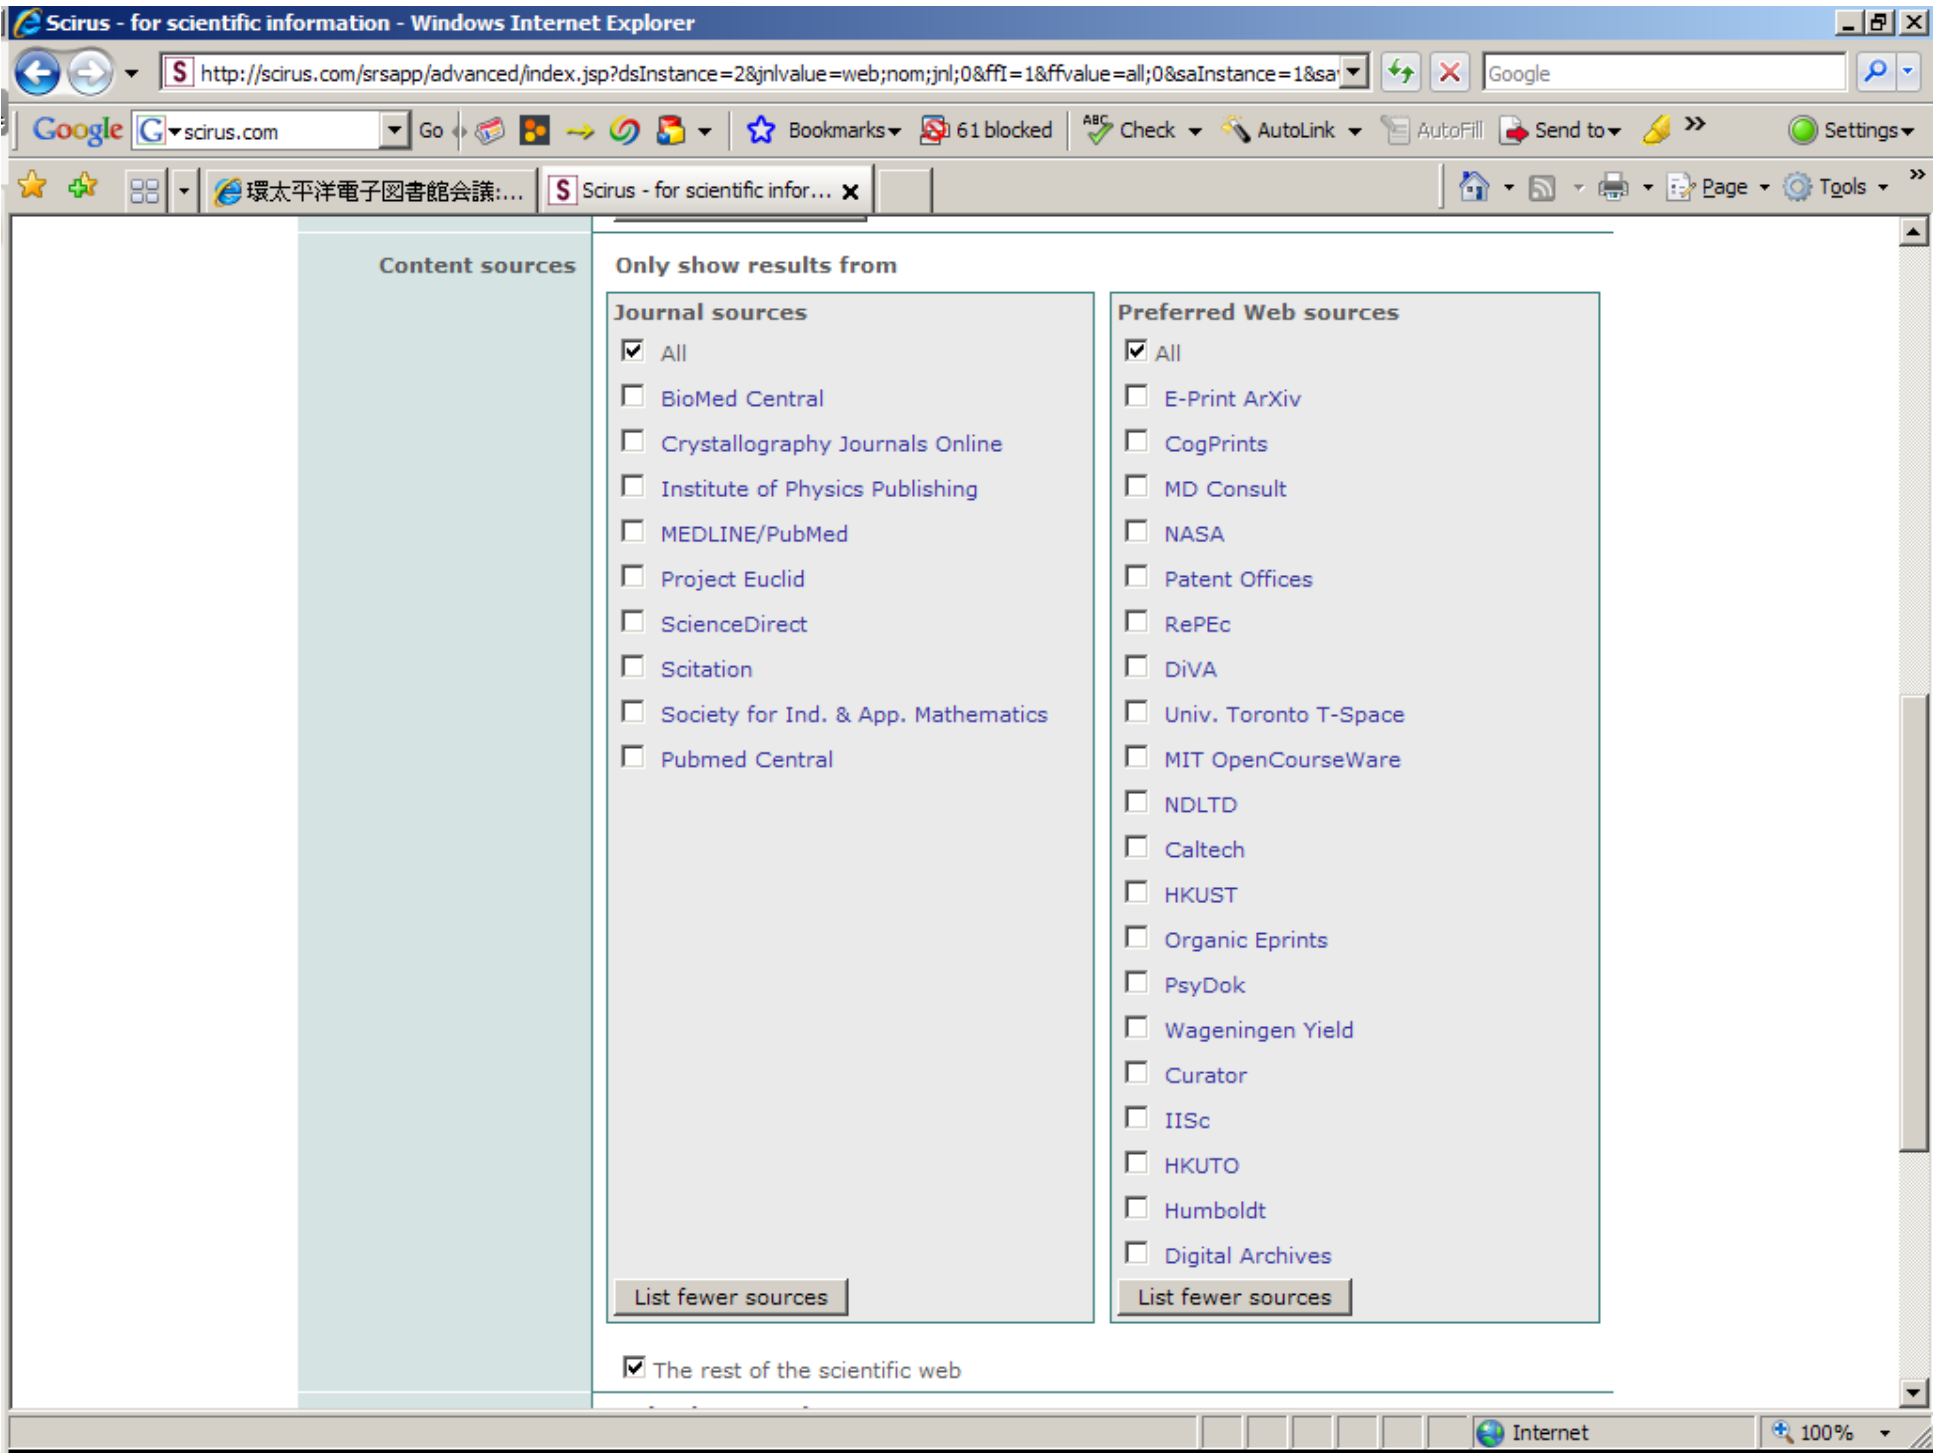 Scirus - for scientific information - Windows Internet Explorer
S http://scirus.com/srsapp/advanced/index.jsp?dsInstance=2&jnlvalue=web;nom;jnl;0&ffI=1&ffvalue=all;0&saInstance=1&sa Google
Google G scirus.com Go Bookmarks 61 blocked ABC Check AutoLink AutoFill Send to » Settings
環太平洋電子図書館会議:... S Scirus - for scientific infor... Page Tools »
Content sources
Only show results from
Journal sources
All
BioMed Central
Crystallography Journals Online
Institute of Physics Publishing
MEDLINE/PubMed
Project Euclid
ScienceDirect
Scitation
Society for Ind. & App. Mathematics
Pubmed Central
List fewer sources
Preferred Web sources
All
E-Print ArXiv
CogPrints
MD Consult
NASA
Patent Offices
RePEc
DiVA
Univ. Toronto T-Space
MIT OpenCourseWare
NDLTD
Caltech
HKUST
Organic Eprints
PsyDok
Wageningen Yield
Curator
IISc
HKUTO
Humboldt
Digital Archives
List fewer sources
The rest of the scientific web
Internet 100%